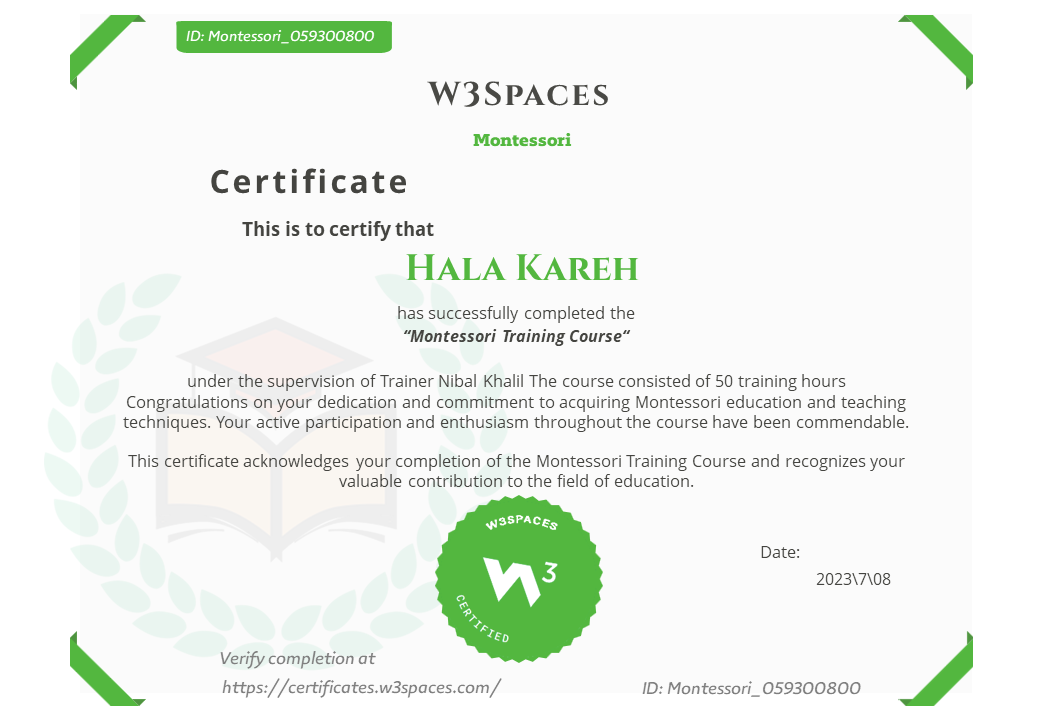 ID: Montessori_059300800
W3Spaces
Montessori
Certificate
This is to certify that
Hala Kareh
has successfully completed the
“Montessori Training Course“
under the supervision of Trainer Nibal Khalil The course consisted of 50 training hours
Congratulations on your dedication and commitment to acquiring Montessori education and teaching
techniques. Your active participation and enthusiasm throughout the course have been commendable.
This certificate acknowledges your completion of the Montessori Training Course and recognizes your
valuable contribution to the field of education.
W3SPACES
W3
CERTIFIED
Date:
2023\7\08
Verify completion at
https://certificates.w3spaces.com/
ID: Montessori_059300800